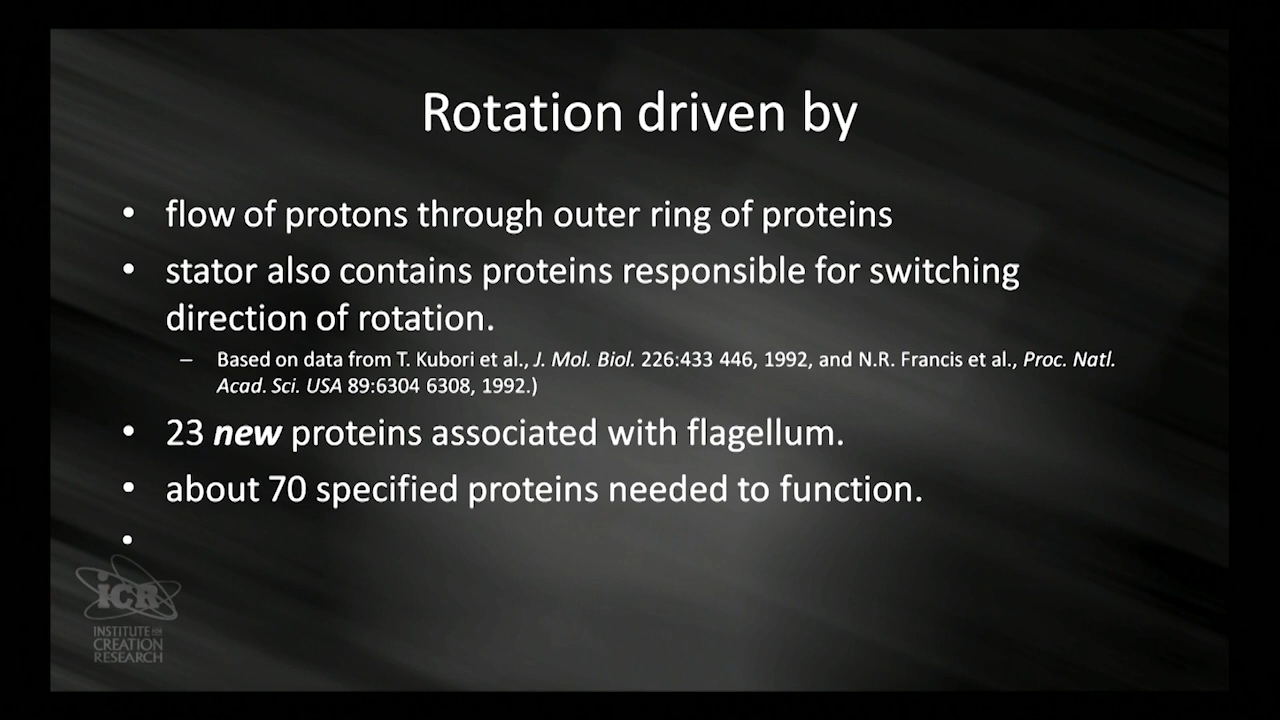 Rotation driven by
• flow of protons through outer ring of proteins
• stator also contains proteins responsible for switching
direction of rotation.
– Based on data from T. Kubori et al., J. Mol. Biol. 226:433 446, 1992, and N.R. Francis et al., Proc. Natl.
Acad. Sci. USA 89:6304 6308, 1992.)
• 23 new proteins associated with flagellum.
• about 70 specified proteins needed to function.
•
iCR
INSTITUTE FOR
CREATION
RESEARCH